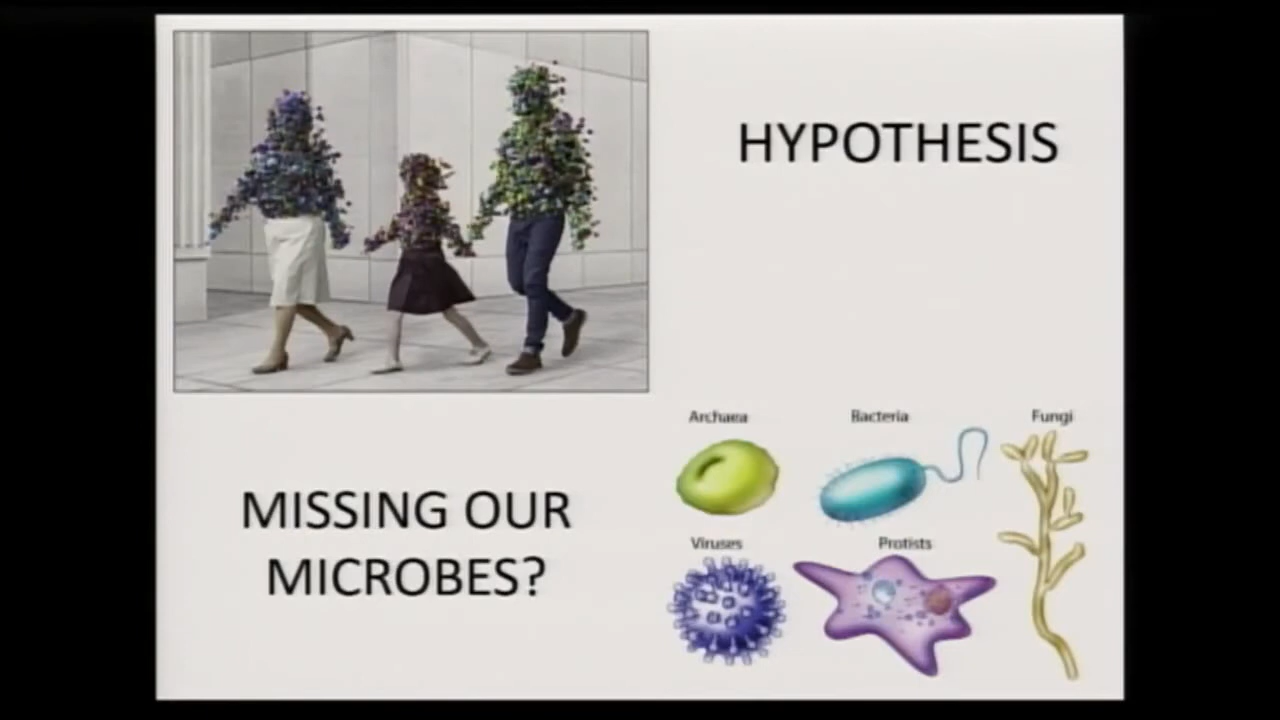 HYPOTHESIS
MISSING OUR
MICROBES?
Archaea
Bacteria
Fungi
Viruses
Protists